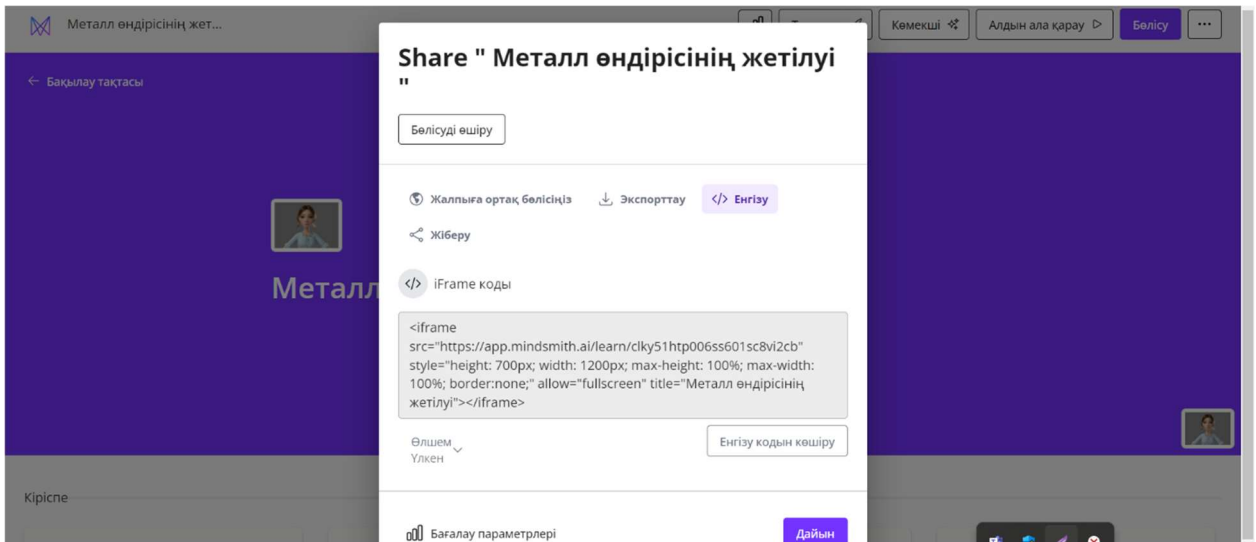 Металл өндірісінің жет...
Көмекші
Алдын ала қарау
Бөлісу
← Бақылау тақтасы
Share " Металл өндірісінің жетілуі
"
Бөлісуді өшіру
Жалпыға ортақ бөлісіңіз
Экспорттау
</> Енгізу
Жіберу
Металл
</> iFrame коды
<iframe
src="https://app.mindsmith.ai/learn/clky51htp006ss601sc8vi2cb"
style="height: 700px; width: 1200px; max-height: 100%; max-width:
100%; border:none;" allow="fullscreen" title="Металл өндірісінің
жетілуі"></iframe>
Өлшем
Үлкен
Енгізу кодын көшіру
Кіріспе
Бағалау параметрлері
Дайын